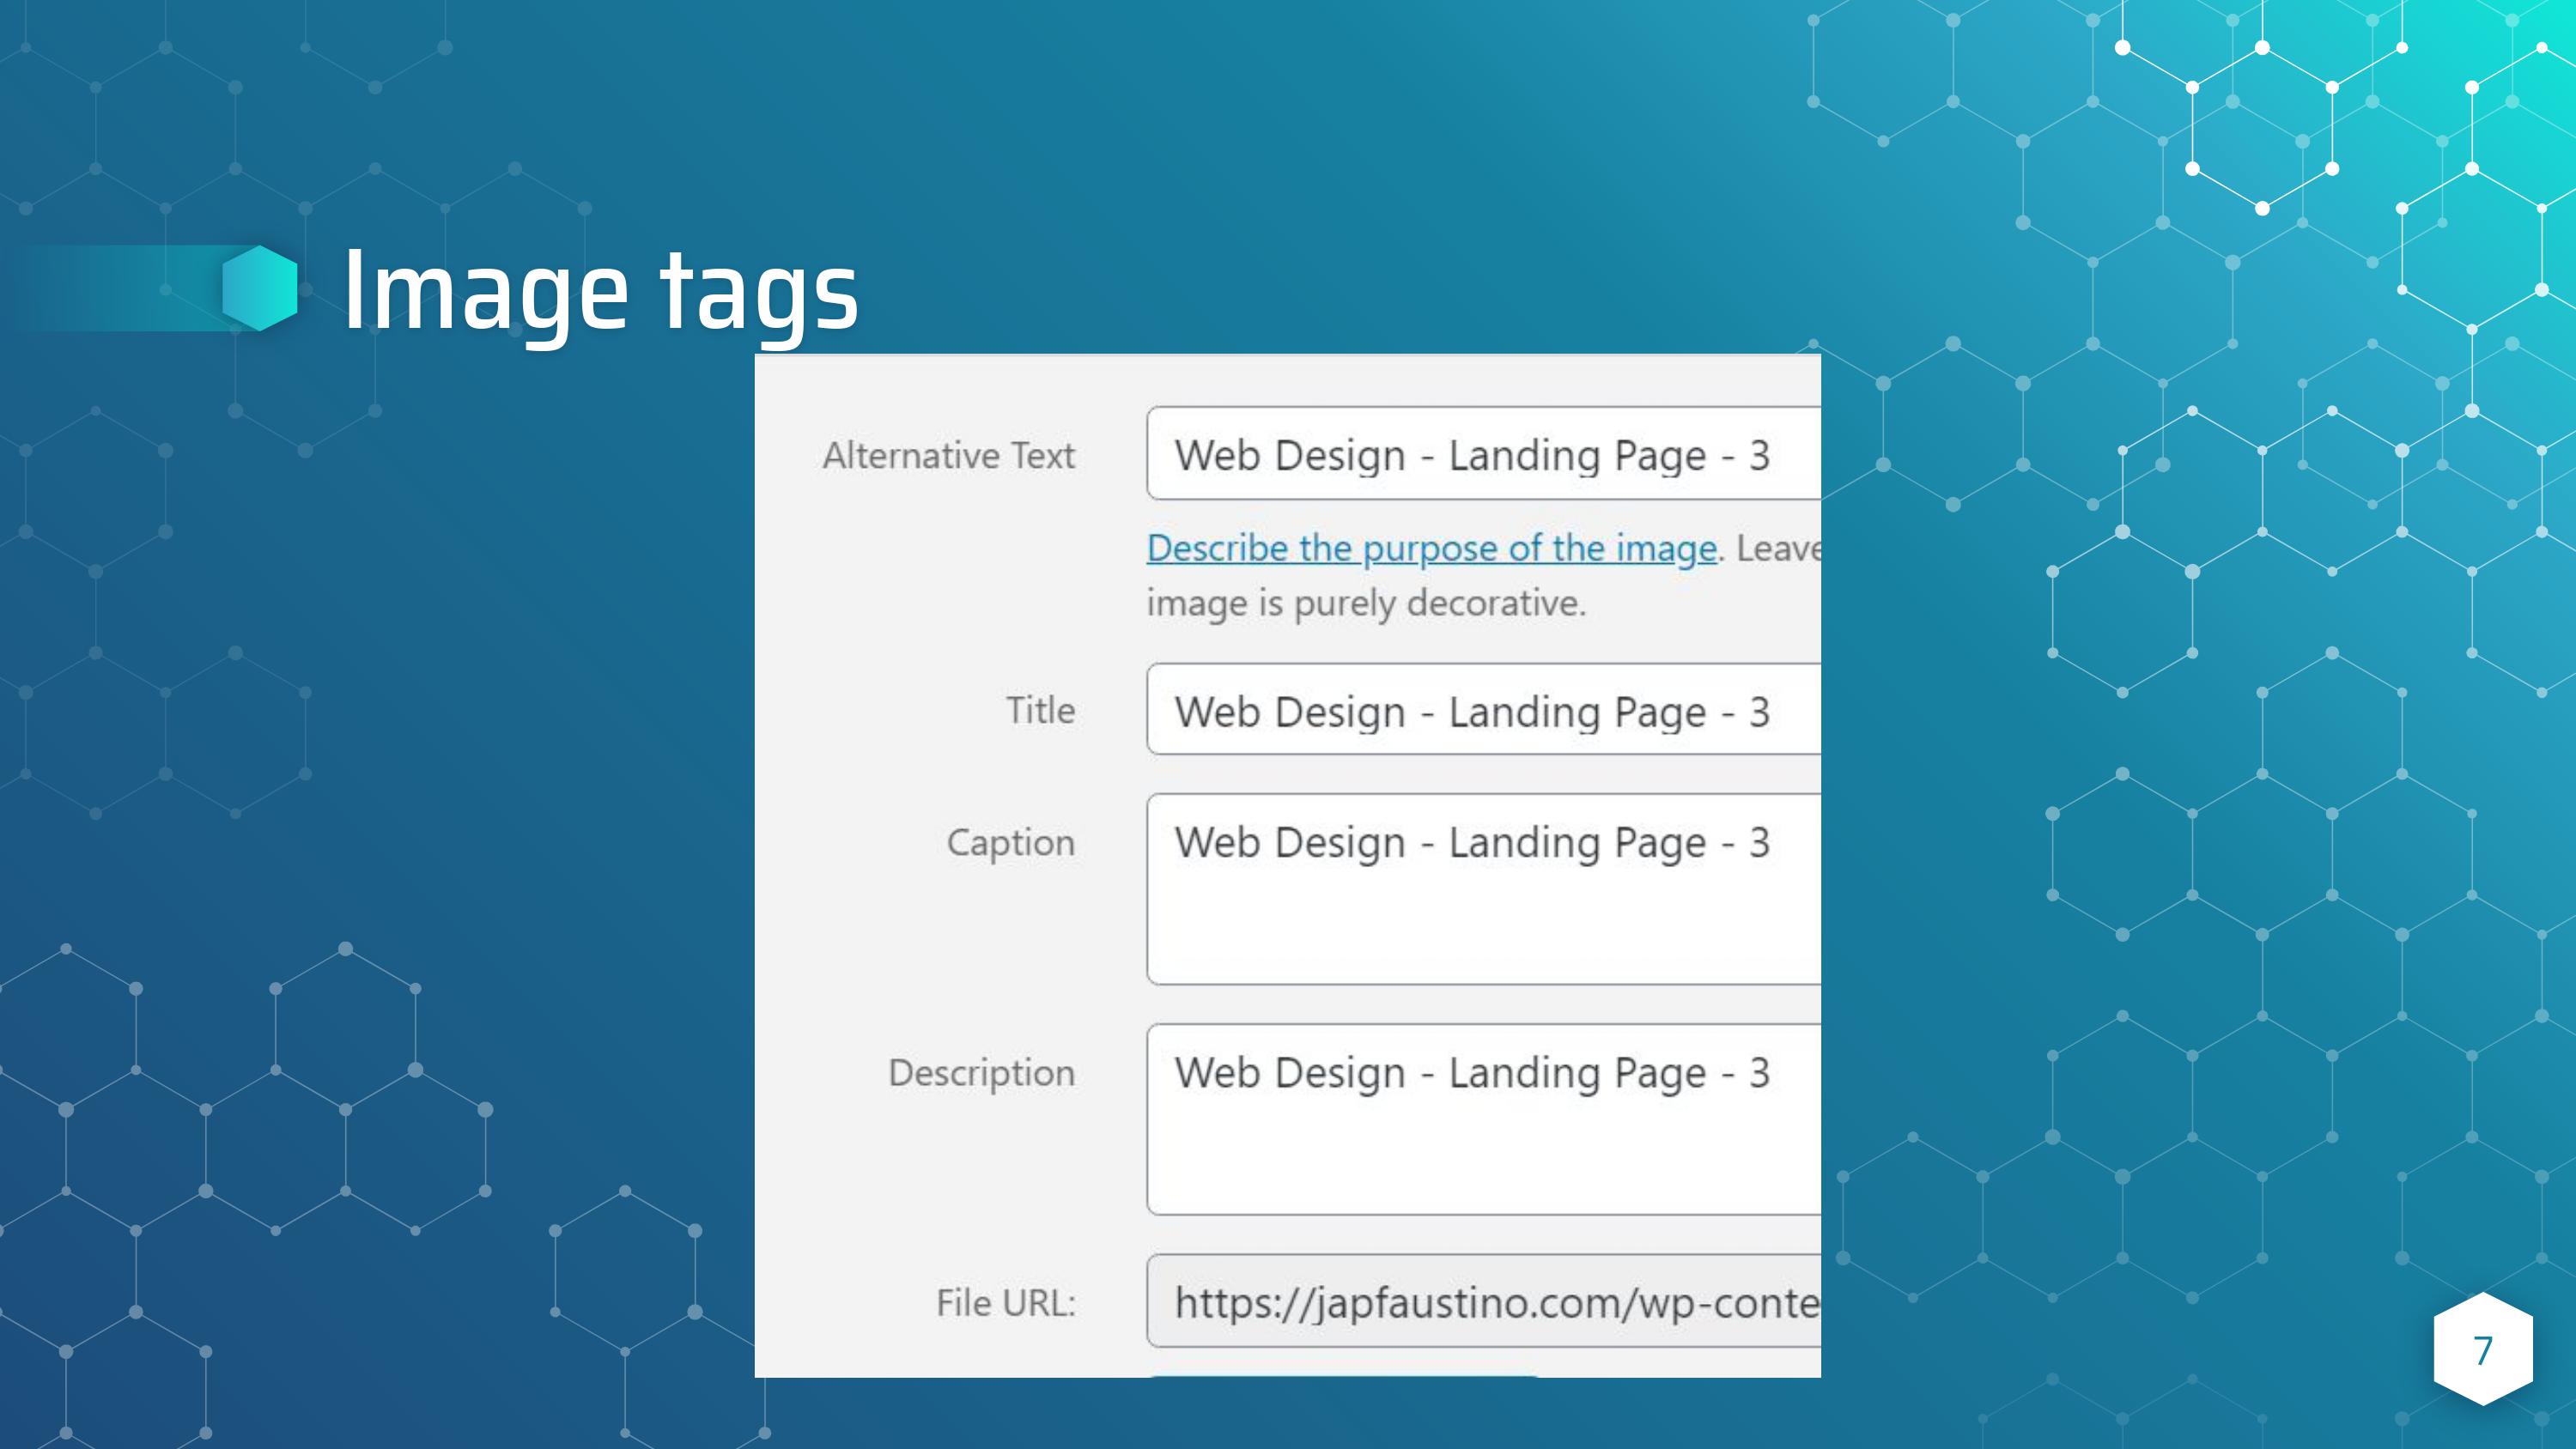 Image tags
Alternative Text
Web Design - Landing Page - 3
Describe the purpose of the image. Leave
image is purely decorative.
Title
Web Design - Landing Page - 3
Caption
Web Design - Landing Page - 3
Description
Web Design - Landing Page - 3
File URL:
https://japfaustino.com/wp-conte
7